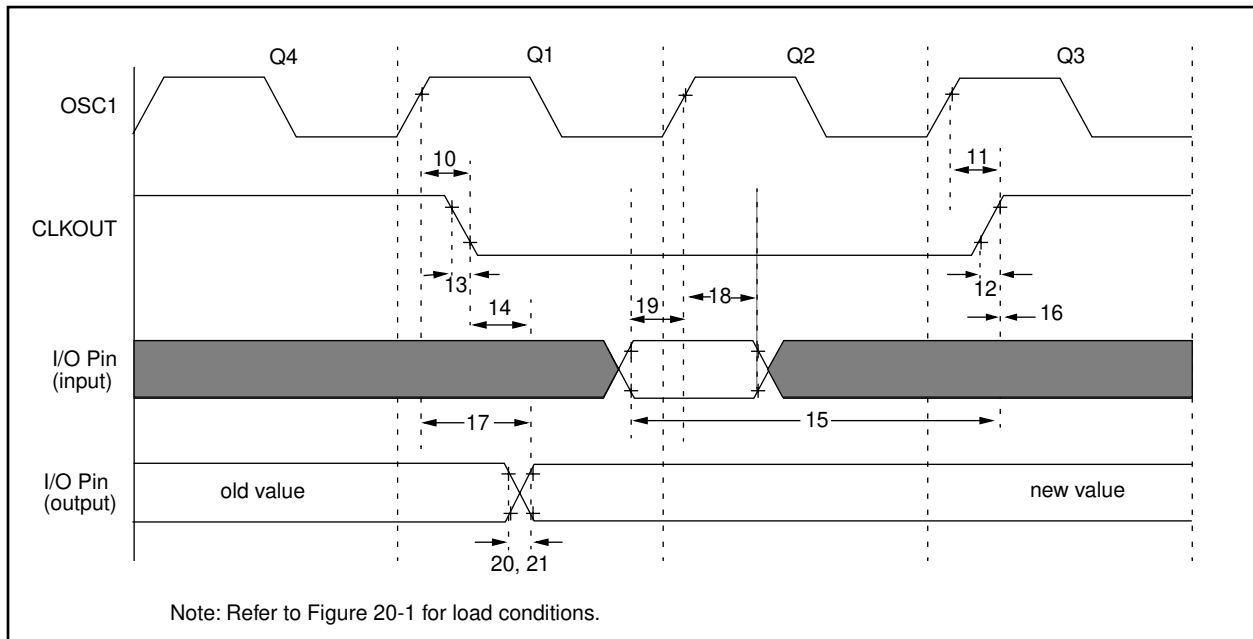 Q4 Q1 Q2 Q3
OSC1
10 11
CLKOUT
13 12
14 19 18 16
I/O Pin
(input)
17 15
I/O Pin
(output)
old value new value
20, 21
Note: Refer to Figure 20-1 for load conditions.